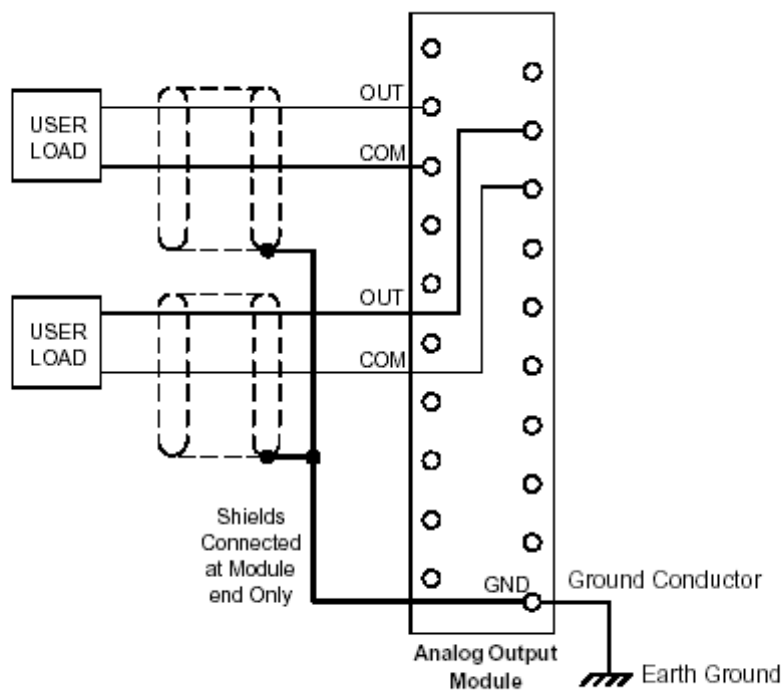 OUT
USER
LOAD
COM
OUT
USER
LOAD
COM
Shields
Connected
at Module
end Only
GND
Ground Conductor
Analog Output
Module
Earth Ground